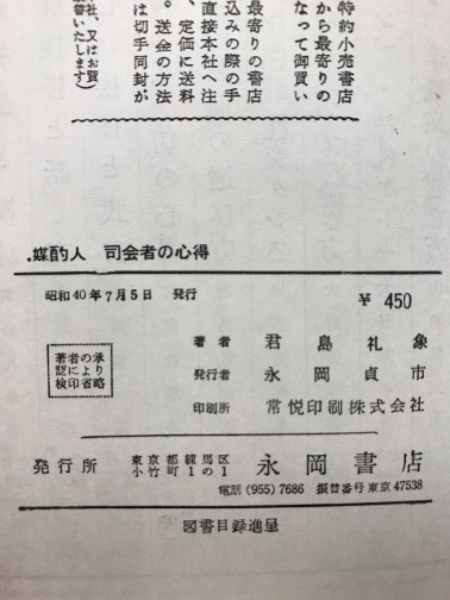 特約小売書店
から最寄りの
なって御買い
最寄りの書店
込みの際の手
直接本社へ注
、定価に送料
。送金の方法
は切手同封が
社、又はお買
致します)
.媒酌人 司会者の心得
昭和40年7月5日 発行
¥ 450
著者 君島礼象
発行者 永岡貞市
印刷所 常悦印刷株式会社
著者の承
認により
検印省略
発行所 東京都練馬区
小竹町1の1 永岡書店
電話 (955) 7686 振替番号東京47538
図書目録進呈